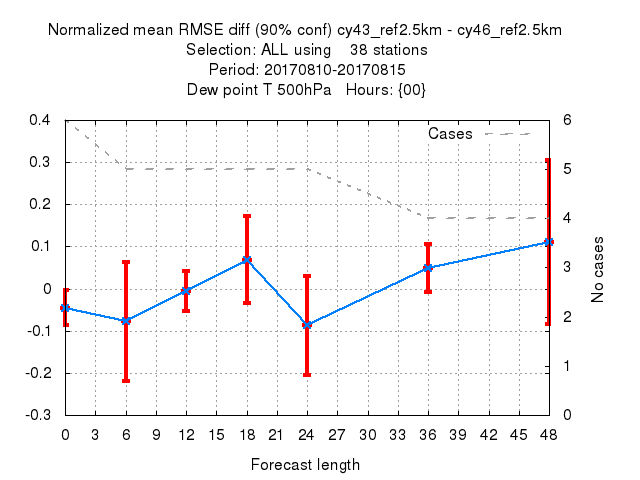 Normalized mean RMSE diff (90% conf) cy43_ref2.5km - cy46_ref2.5km
Selection: ALL using 38 stations
Period: 20170810-20170815
Dew point T 500hPa Hours: {00}
Cases
0.4
0.3
0.2
0.1
0
-0.1
-0.2
-0.3
6
5
4
3
2
1
0
No cases
0 3 6 9 12 15 18 21 24 27 30 33 36 39 42 45 48
Forecast length